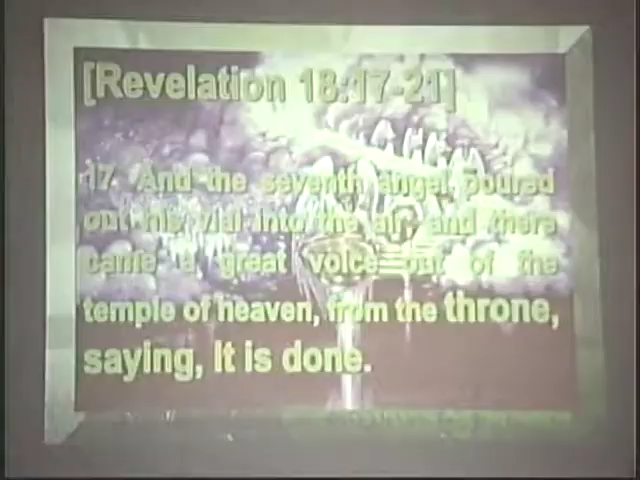 [Revelation 16:17-21]
17. And the seventh angel poured
out his vial into the air; and there
came a great voice out of the
temple of heaven, from the throne,
saying, It is done.